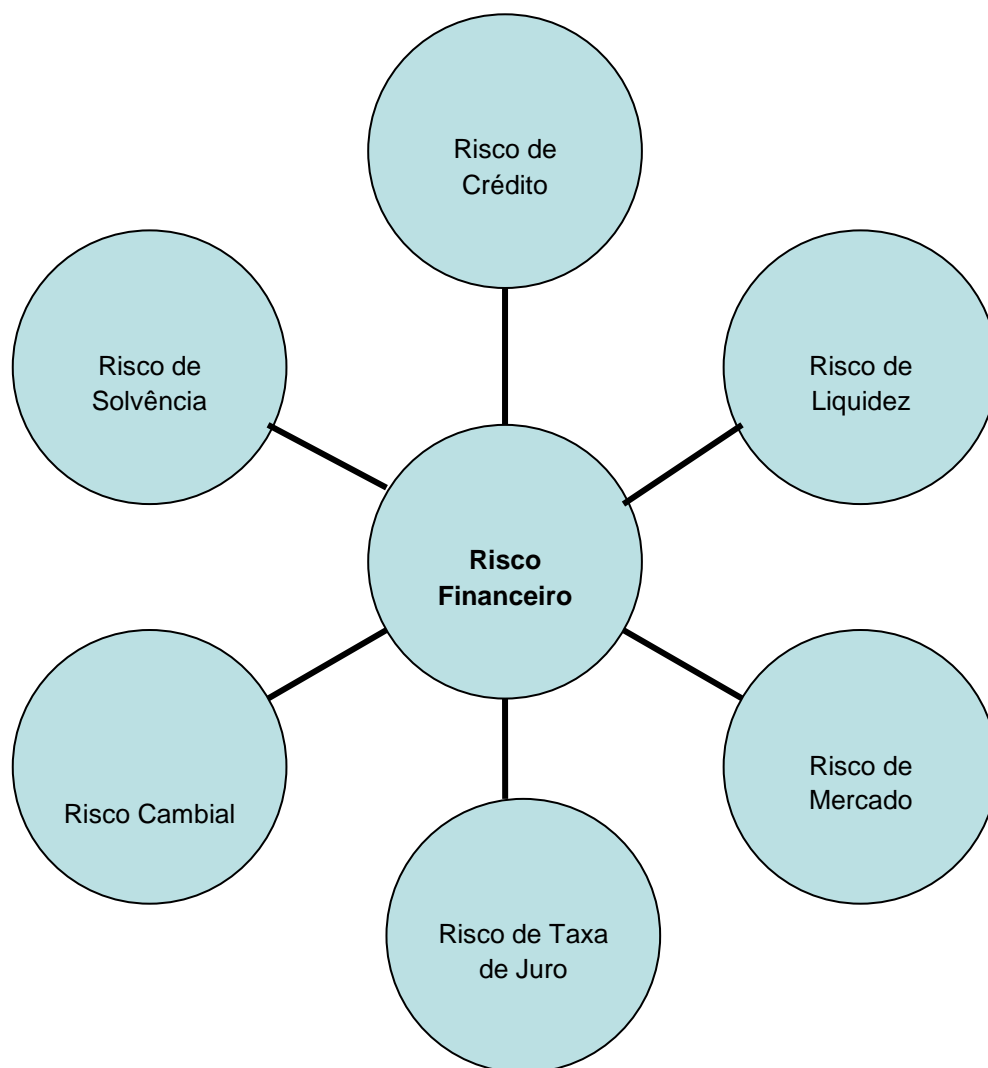 Risco de
Crédito
Risco de
Solvência
Risco de
Liquidez
Risco
Financeiro
Risco Cambial
Risco de
Mercado
Risco de Taxa
de Juro